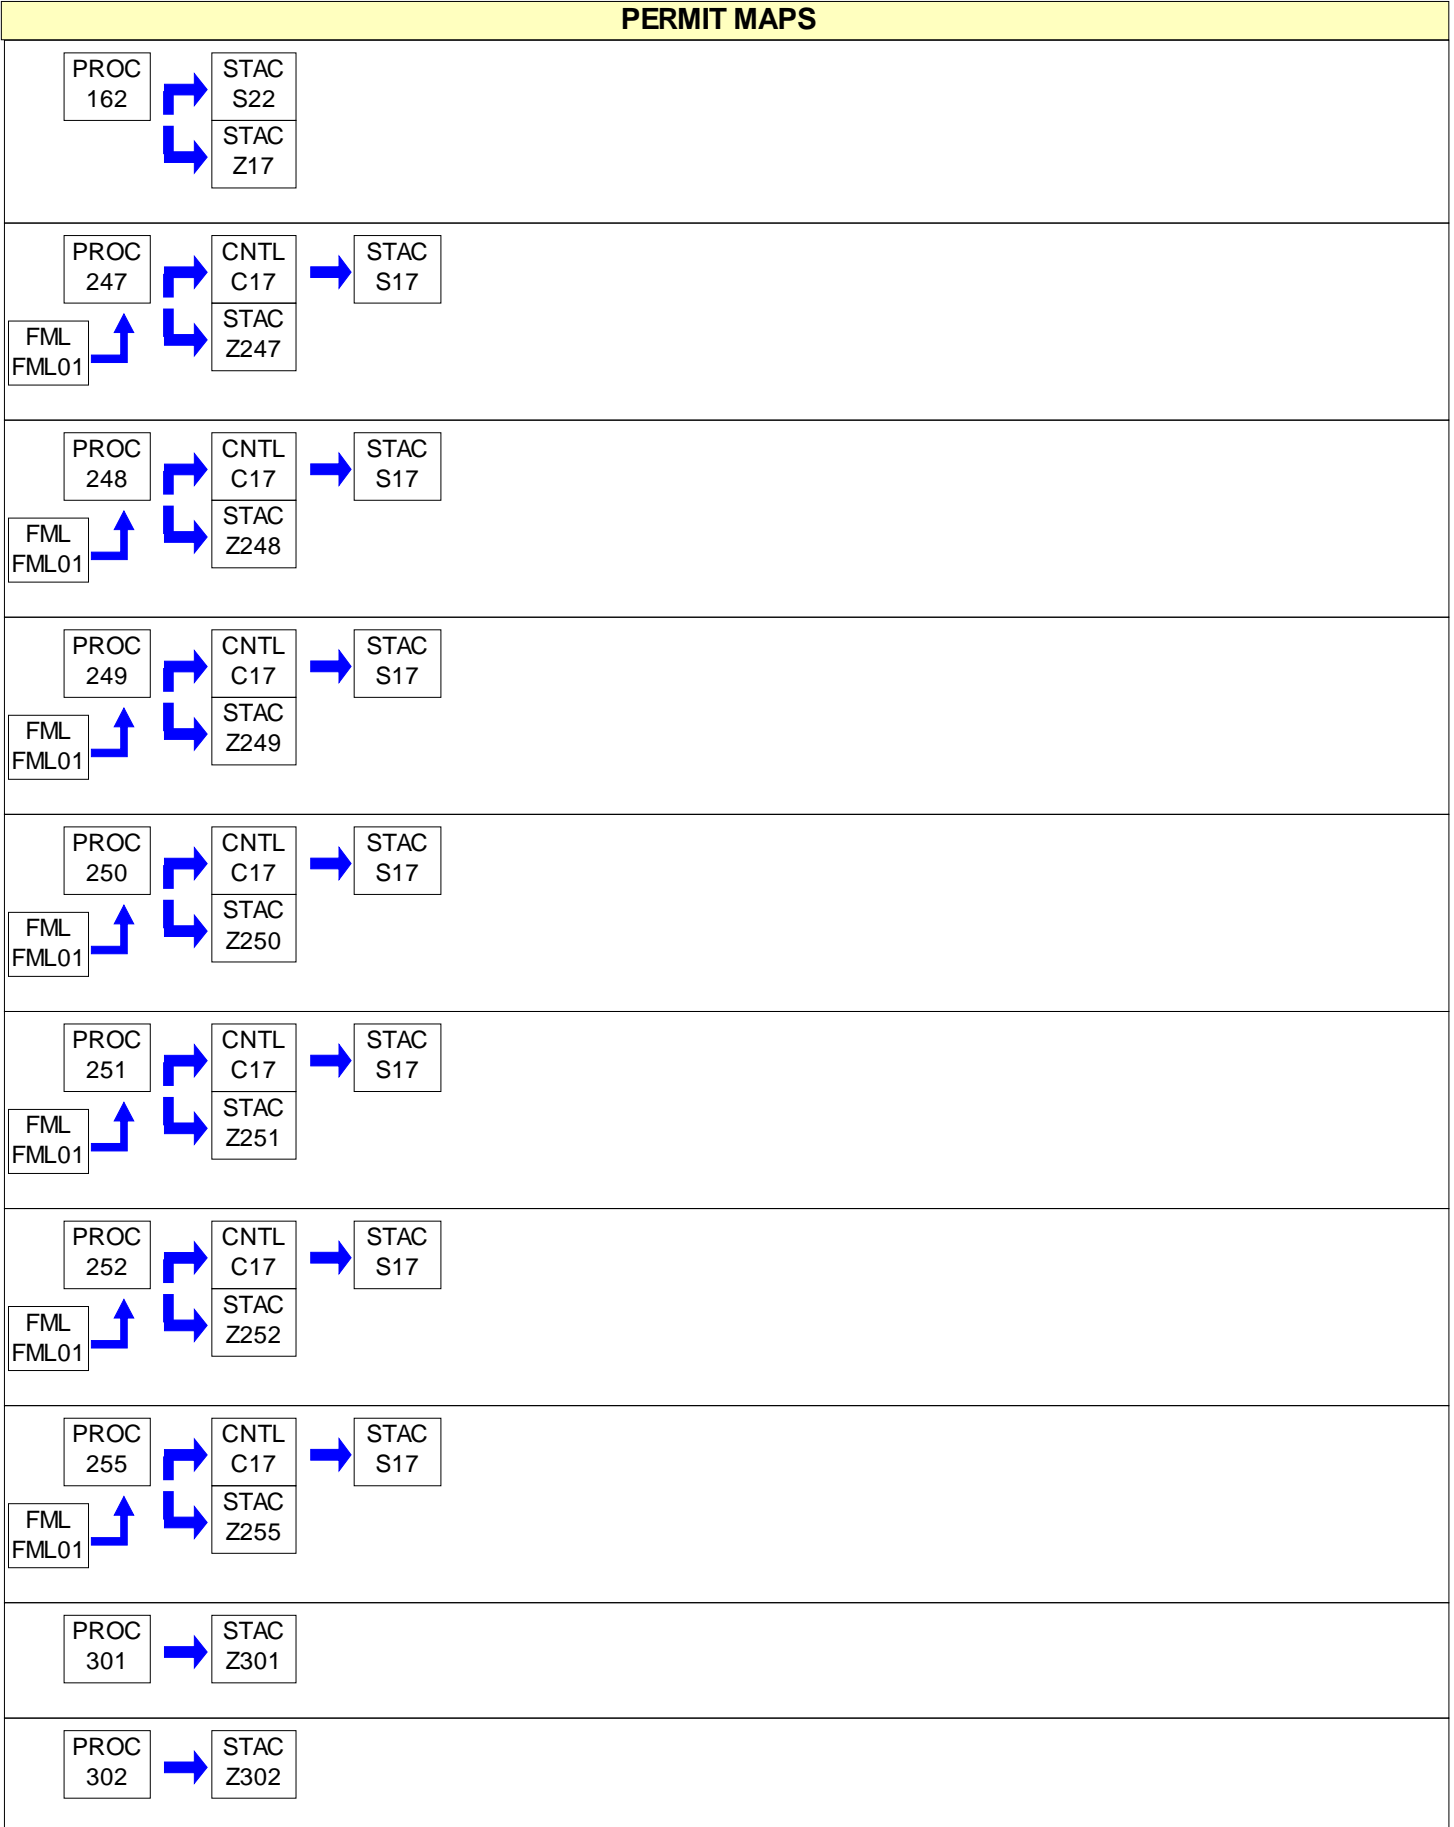 PERMIT MAPS
PROC
162
STAC
S22
STAC
Z17
PROC
247
CNTL
C17
STAC
S17
STAC
Z247
FML
FML01
PROC
248
CNTL
C17
STAC
S17
STAC
Z248
FML
FML01
PROC
249
CNTL
C17
STAC
S17
STAC
Z249
FML
FML01
PROC
250
CNTL
C17
STAC
S17
STAC
Z250
FML
FML01
PROC
251
CNTL
C17
STAC
S17
STAC
Z251
FML
FML01
PROC
252
CNTL
C17
STAC
S17
STAC
Z252
FML
FML01
PROC
255
CNTL
C17
STAC
S17
STAC
Z255
FML
FML01
PROC
301
STAC
Z301
PROC
302
STAC
Z302